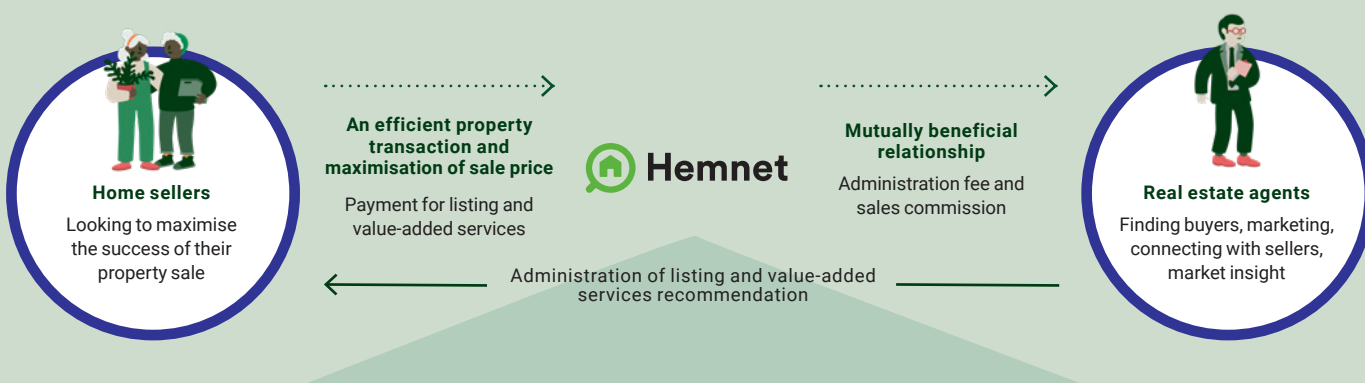 Home sellers
Looking to maximise
the success of their
property sale
An efficient property
transaction and
maximisation of sale price
Payment for listing and
value-added services
Hemnet
Mutually beneficial
relationship
Administration fee and
sales commission
Real estate agents
Finding buyers, marketing,
connecting with sellers,
market insight
Administration of listing and value-added
services recommendation